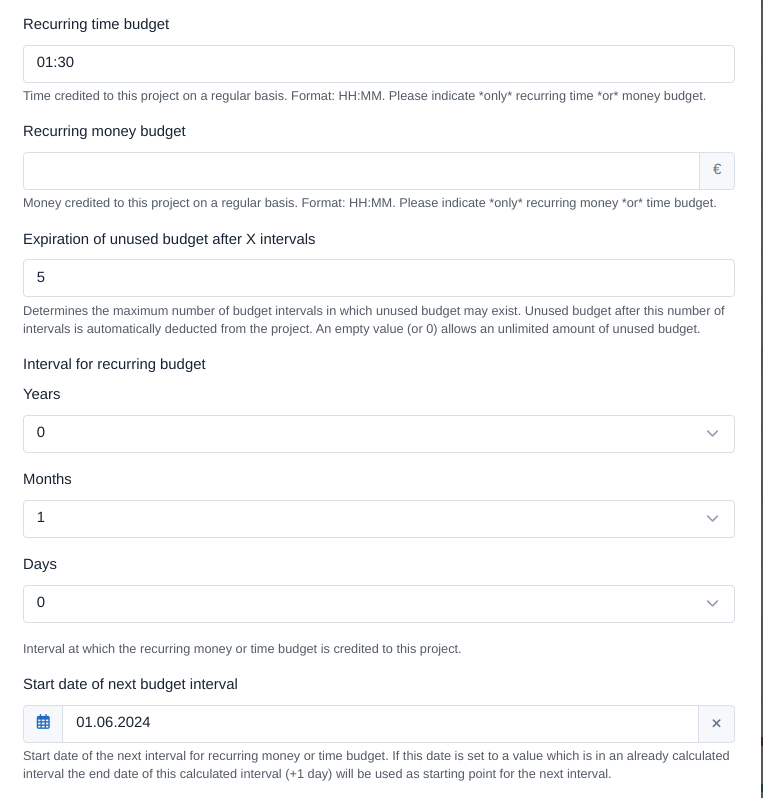 Recurring time budget
01:30
Time credited to this project on a regular basis. Format: HH:MM. Please indicate *only* recurring time *or* money budget.
Recurring money budget
€
Money credited to this project on a regular basis. Format: HH:MM. Please indicate *only* recurring money *or* time budget.
Expiration of unused budget after X intervals
5
Determines the maximum number of budget intervals in which unused budget may exist. Unused budget after this number of
intervals is automatically deducted from the project. An empty value (or 0) allows an unlimited amount of unused budget.
Interval for recurring budget
Years
0
Months
1
Days
0
Interval at which the recurring money or time budget is credited to this project.
Start date of next budget interval
01.06.2024
Start date of the next interval for recurring money or time budget. If this date is set to a value which is in an already calculated
interval the end date of this calculated interval (+1 day) will be used as starting point for the next interval.